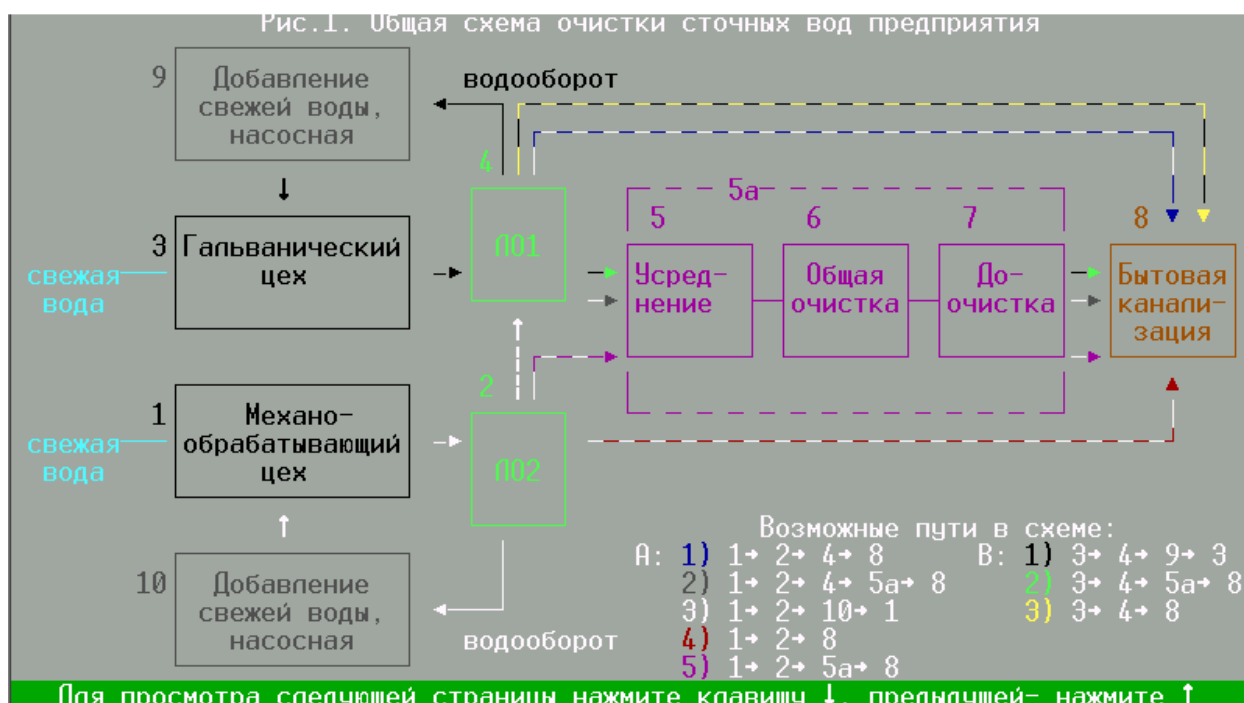 Рис.1. Общая схема очистки сточных вод предприятия
9
Добавление
свежей воды,
насосная
водооборот
4
3
Гальванический
цех
свежая
вода
ЛО1
5а
5
6
7
8
Усред-
нение
Общая
очистка
До-
очистка
Бытовая
канали-
зация
2
1
Механо-
обрабатывающий
цех
свежая
вода
ЛО2
10
Добавление
свежей воды,
насосная
водооборот
Возможные пути в схеме:
А: 1) 1→ 2→ 4→ 8
2) 1→ 2→ 4→ 5а→ 8
3) 1→ 2→ 10→ 1
4) 1→ 2→ 8
5) 1→ 2→ 5а→ 8
В: 1) 3→ 4→ 9→ 3
2) 3→ 4→ 5а→ 8
3) 3→ 4→ 8
Для просмотра следующей страницы нажмите клавишу ↓, предыдущей- нажмите ↑